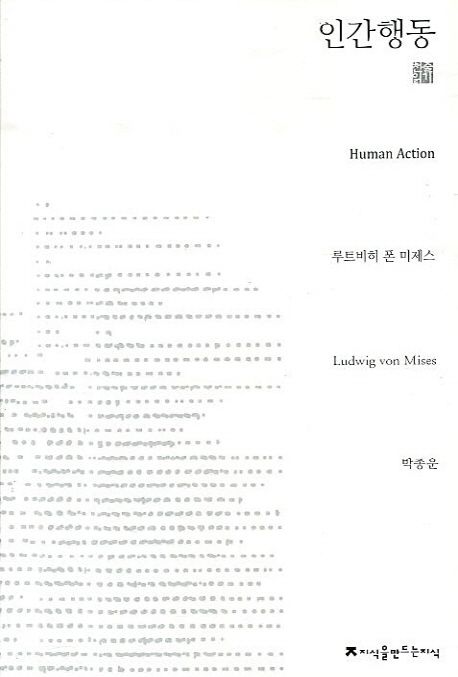 인간행동
Human Action
루트비히 폰 미제스
Ludwig von Mises
박종운
지식을만드는지식